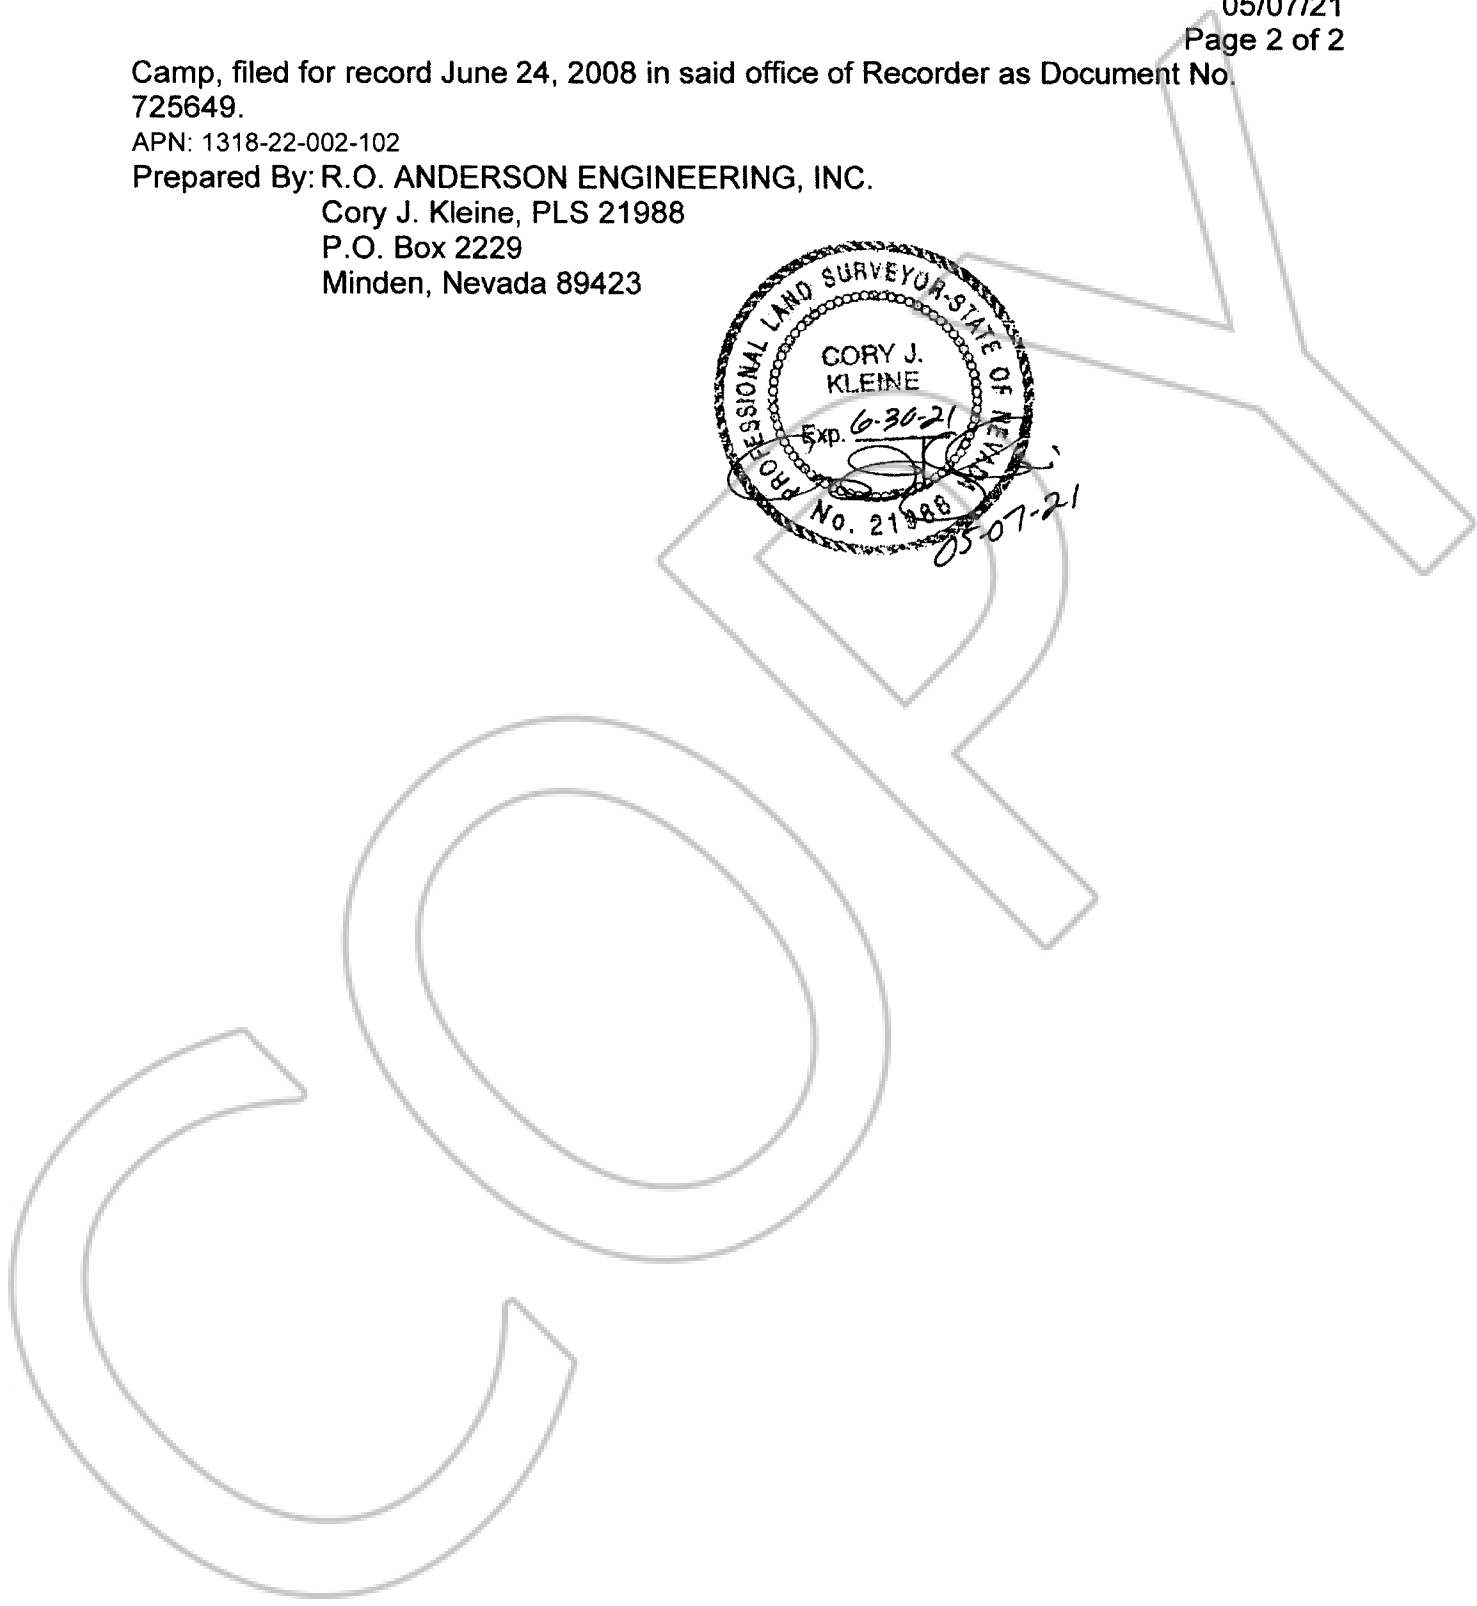 05/07/21
Page 2 of 2
Camp, filed for record June 24, 2008 in said office of Recorder as Document No.
725649.
APN: 1318-22-002-102
Prepared By: R.O. ANDERSON ENGINEERING, INC.
Cory J. Kleine, PLS 21988
P.O. Box 2229
Minden, Nevada 89423
PROFESSIONAL LAND SURVEYOR-STATE OF NEVADA
CORY J.
KLEINE
Exp. 6-30-21
No. 21988
05-07-21
COPY